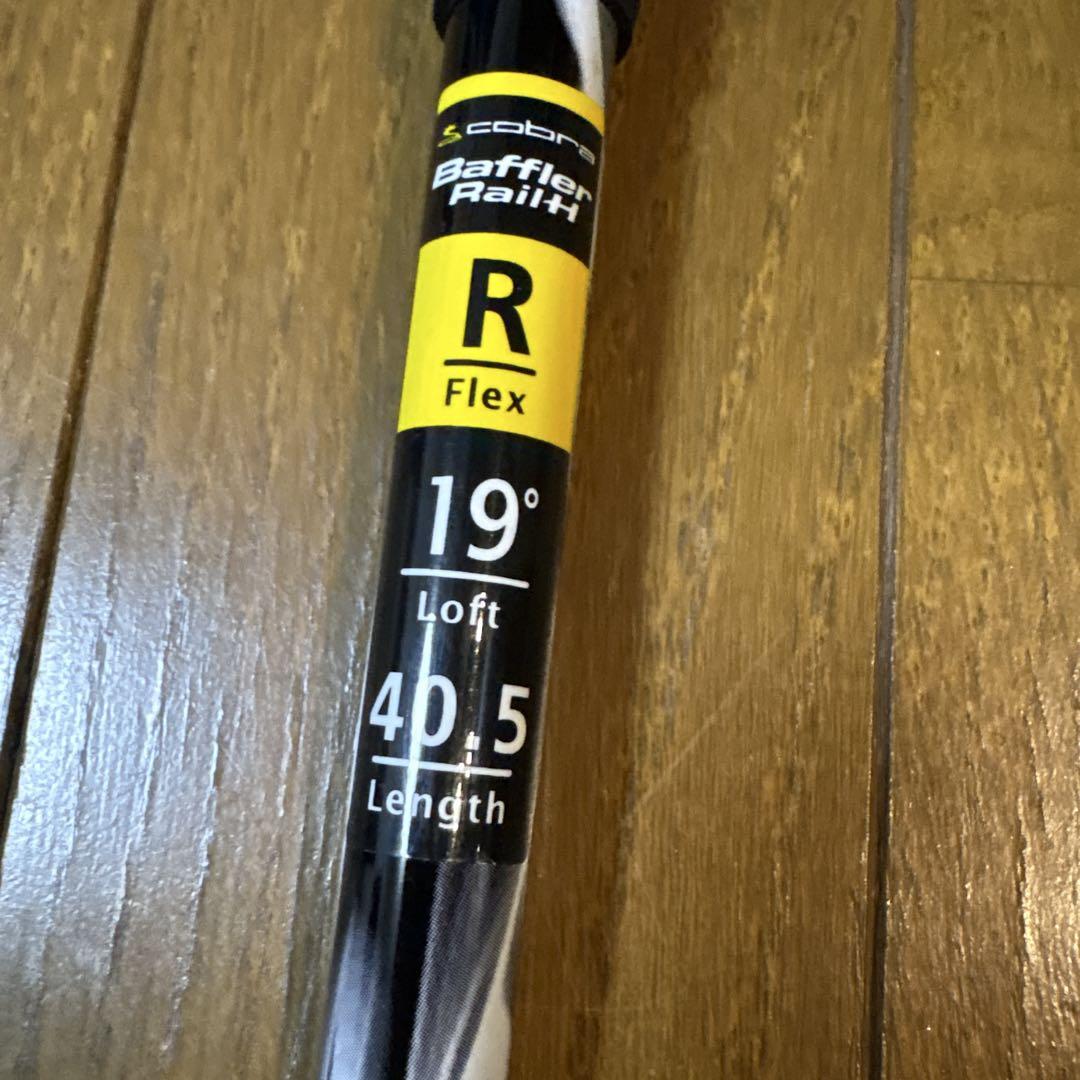 cobra
Baffler
Rail-H
R
Flex
19°
Loft
40.5
Length